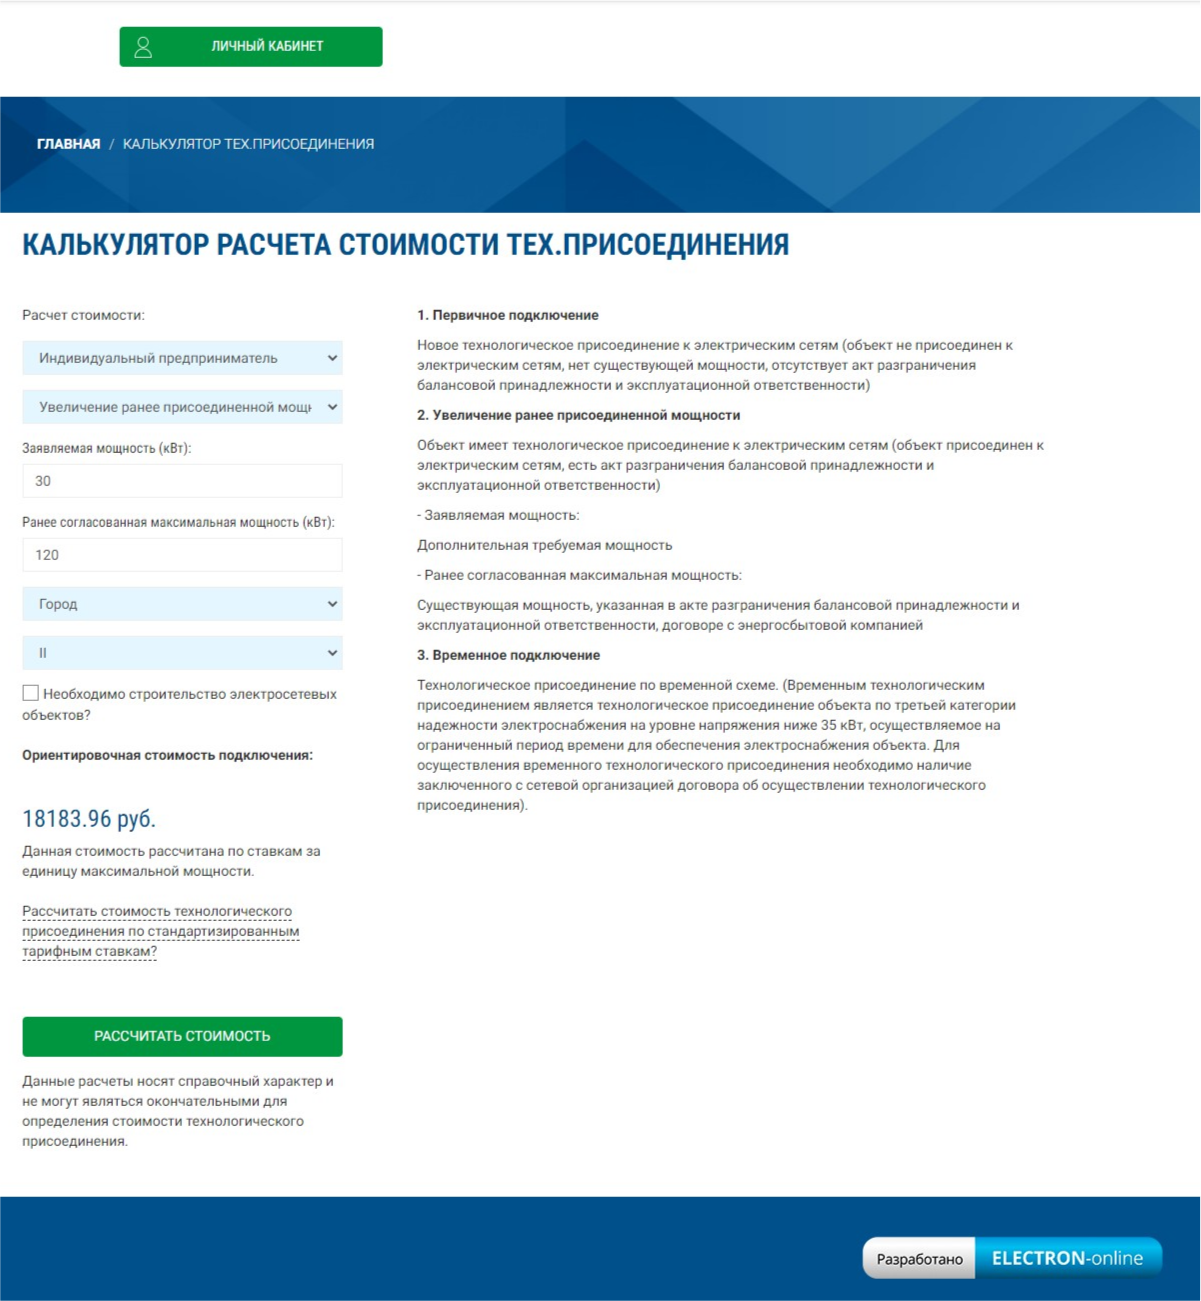 ЛИЧНЫЙ КАБИНЕТ
ГЛАВНАЯ / КАЛЬКУЛЯТОР ТЕХ.ПРИСОЕДИНЕНИЯ
КАЛЬКУЛЯТОР РАСЧЕТА СТОИМОСТИ ТЕХ.ПРИСОЕДИНЕНИЯ
Расчет стоимости:
Индивидуальный предприниматель
Увеличение ранее присоединенной мощн
Заявляемая мощность (кВт):
30
Ранее согласованная максимальная мощность (кВт):
120
Город
II
Необходимо строительство электросетевых
объектов?
Ориентировочная стоимость подключения:
18183.96 руб.
Данная стоимость рассчитана по ставкам за
единицу максимальной мощности.
Рассчитать стоимость технологического
присоединения по стандартизированным
тарифным ставкам?
РАССЧИТАТЬ СТОИМОСТЬ
Данные расчеты носят справочный характер и
не могут являться окончательными для
определения стоимости технологического
присоединения.
1. Первичное подключение
Новое технологическое присоединение к электрическим сетям (объект не присоединен к
электрическим сетям, нет существующей мощности, отсутствует акт разграничения
балансовой принадлежности и эксплуатационной ответственности)
2. Увеличение ранее присоединенной мощности
Объект имеет технологическое присоединение к электрическим сетям (объект присоединен к
электрическим сетям, есть акт разграничения балансовой принадлежности и
эксплуатационной ответственности)
- Заявляемая мощность:
Дополнительная требуемая мощность
- Ранее согласованная максимальная мощность:
Существующая мощность, указанная в акте разграничения балансовой принадлежности и
эксплуатационной ответственности, договоре с энергосбытовой компанией
3. Временное подключение
Технологическое присоединение по временной схеме. (Временным технологическим
присоединением является технологическое присоединение объекта по третьей категории
надежности электроснабжения на уровне напряжения ниже 35 кВт, осуществляемое на
ограниченный период времени для обеспечения электроснабжения объекта. Для
осуществления временного технологического присоединения необходимо наличие
заключенного с сетевой организацией договора об осуществлении технологического
присоединения).
Разработано ELECTRON-online